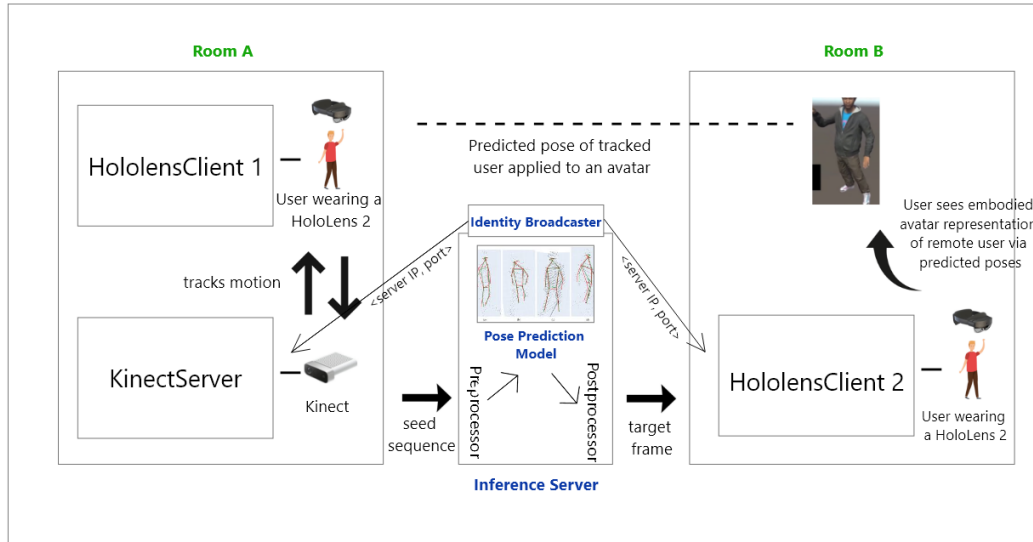 Room A
Room B
HololensClient 1
User wearing a
HoloLens 2
Predicted pose of tracked
user applied to an avatar
User sees embodied
avatar representation
of remote user via
predicted poses
Identity Broadcaster
<server IP, port>
<server IP, port>
tracks motion
Pose Prediction
Model
KinectServer
Kinect
Preprocessor
Postprocessor
HololensClient 2
User wearing
a HoloLens 2
seed
sequence
target
frame
Inference Server